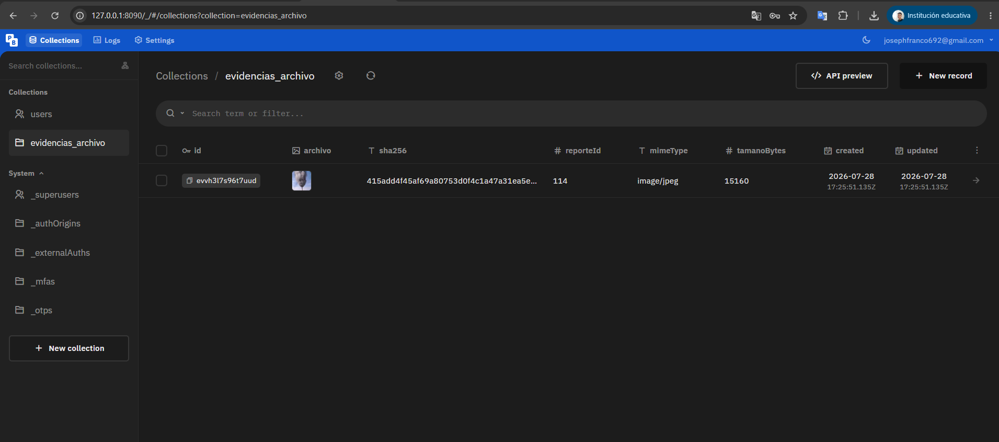 127.0.0.1:8090/_/#/collections?collection=evidencias_archivo
Institución educativa
PB
Collections
Logs
Settings
josephfranco692@gmail.com
Search collections...
Collections
users
evidencias_archivo
System
_superusers
_authOrigins
_externalAuths
_mfas
_otps
+ New collection
Collections / evidencias_archivo
</> API preview
+ New record
Search term or filter...
id archivo sha256 reporteId mimeType tamanoBytes created updated
evvh3l7s96t7uud 415add4f45af69a80753d0f4c1a47a31ea5e... 114 image/jpeg 15160 2026-07-28 2026-07-28
17:25:51.135Z 17:25:51.135Z